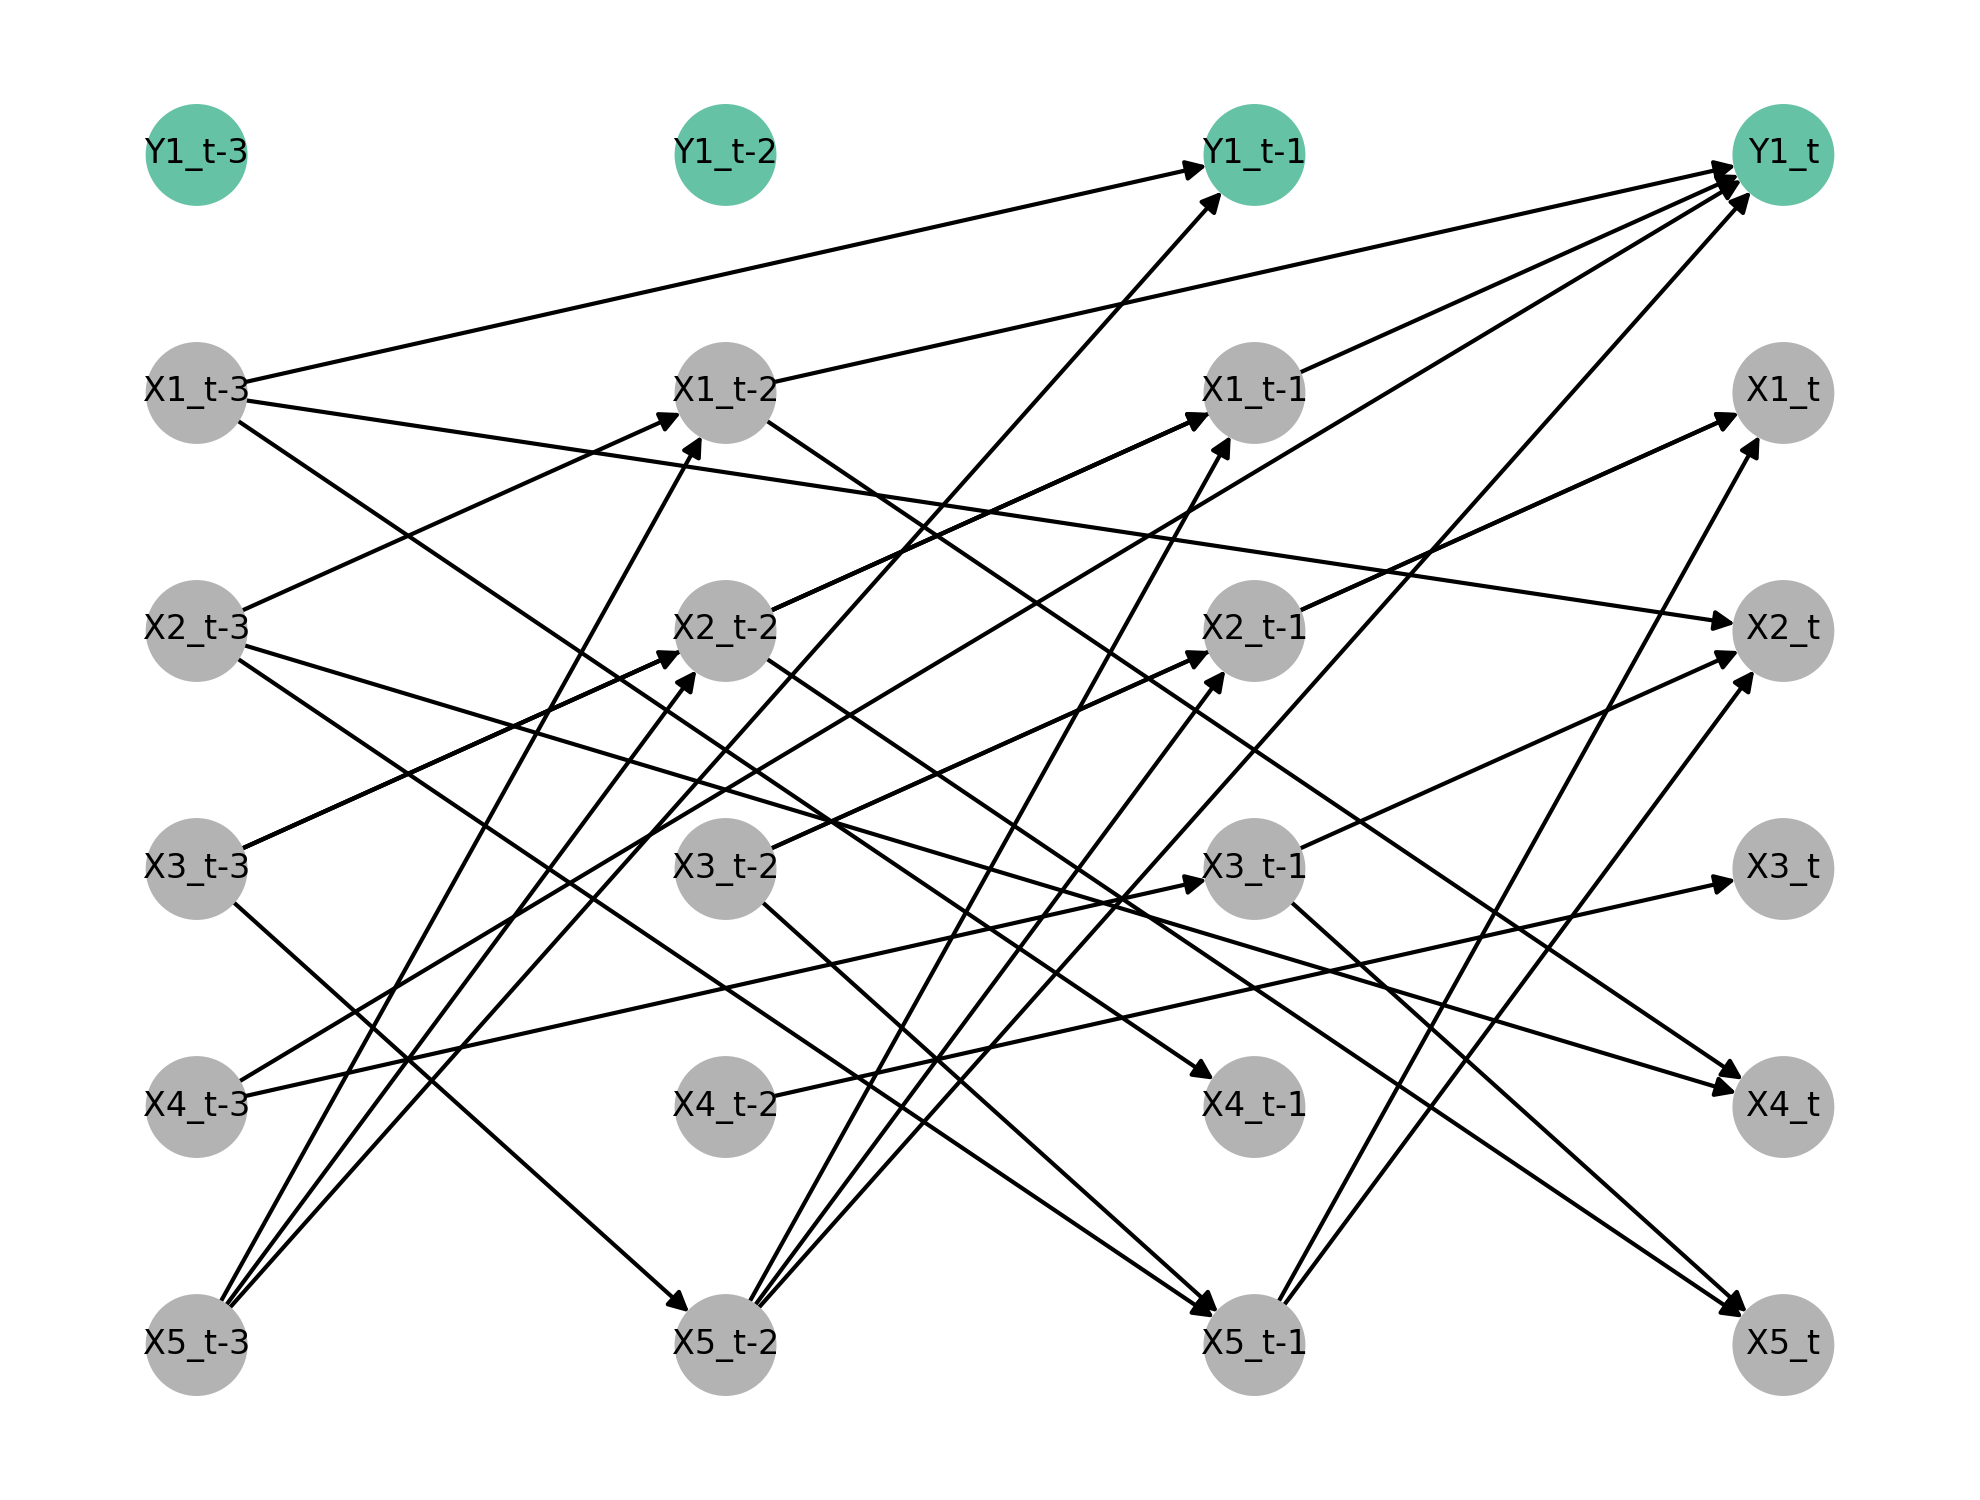 Y1_t-3 Y1_t-2 Y1_t-1 Y1_t
X1_t-3 X1_t-2 X1_t-1 X1_t
X2_t-3 X2_t-2 X2_t-1 X2_t
X3_t-3 X3_t-2 X3_t-1 X3_t
X4_t-3 X4_t-2 X4_t-1 X4_t
X5_t-3 X5_t-2 X5_t-1 X5_t